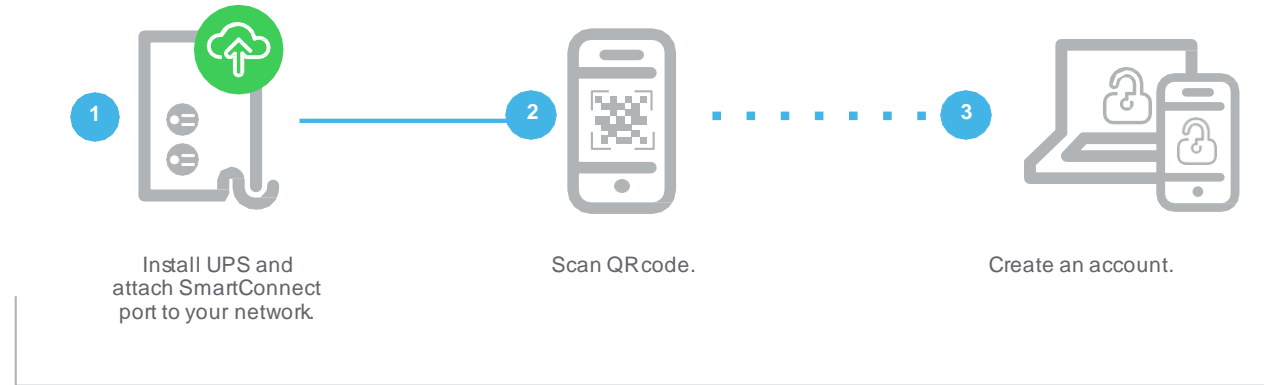 1
2
3
Install UPS and
attach SmartConnect
port to your network.
Scan QR code.
Create an account.